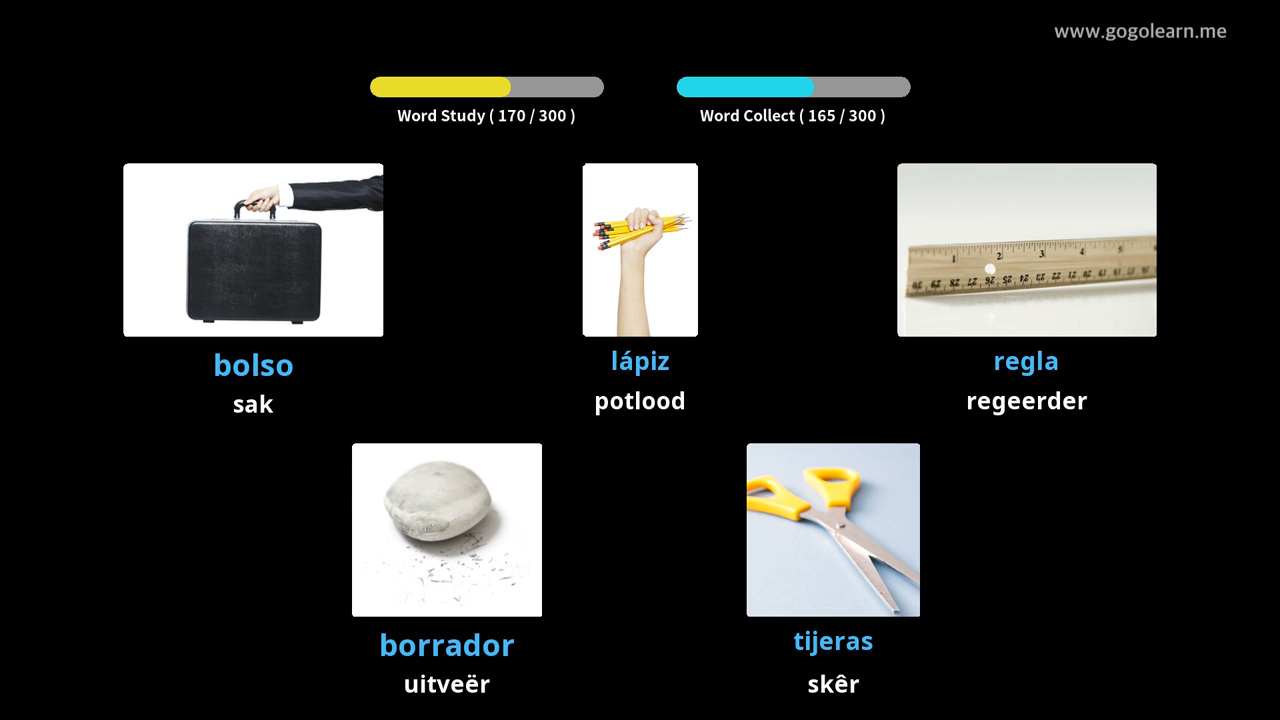 www.gogolearn.me
Word Study ( 170 / 300 )
Word Collect ( 165 / 300 )
bolso
sak
lápiz
potlood
regla
regeerder
borrador
uitveër
tijeras
skêr